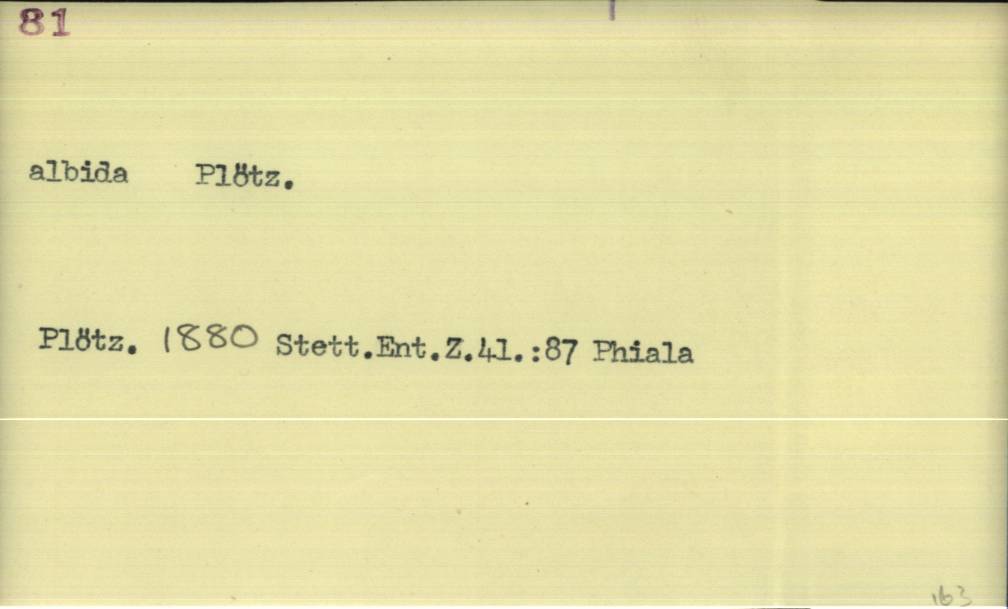 81
albida Plötz.
Plötz. 1880 Stett.Ent.Z.41.:87 Phiala
163